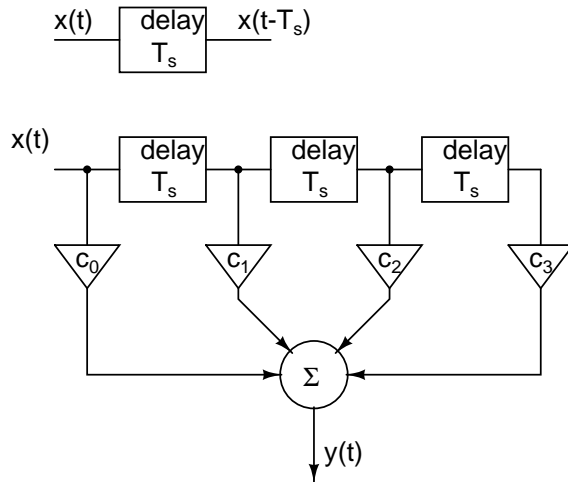 x(t) delay x(t-Tₛ)
Tₛ
x(t) delay delay delay
Tₛ Tₛ Tₛ
c₀ c₁ c₂ c₃
Σ
y(t)